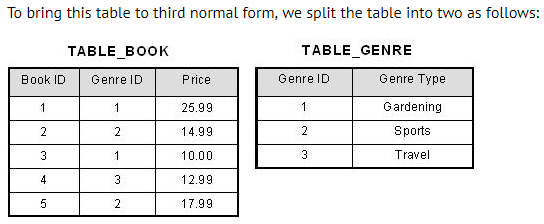 To bring this table to third normal form, we split the table into two as follows:
TABLE_BOOK
Book ID Genre ID Price
1 1 25.99
2 2 14.99
3 1 10.00
4 3 12.99
5 2 17.99
TABLE_GENRE
Genre ID Genre Type
1 Gardening
2 Sports
3 Travel